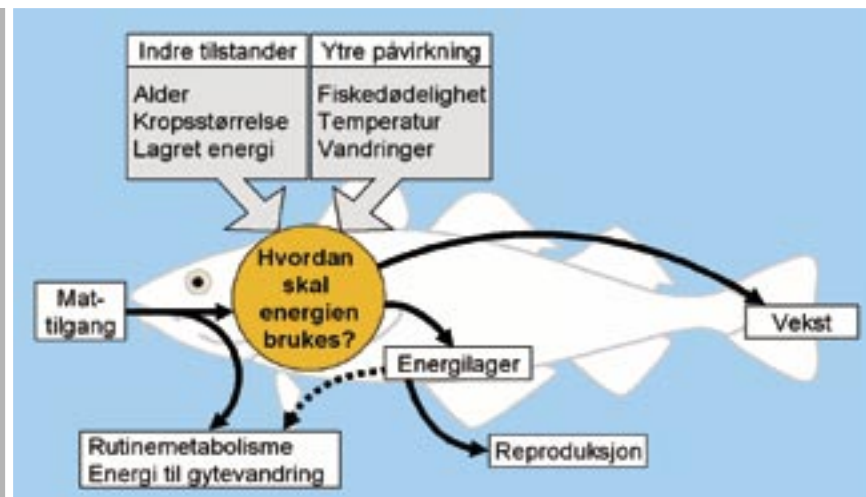 Indre tilstander
Alder
Kropsstørrelse
Lagret energi
Ytre påvirkning
Fiskedødelighet
Temperatur
Vandringer
Hvordan
skal
energien
brukes?
Mat-
tilgang
Vekst
Energilager
Rutinemetabolisme
Energi til gytevandring
Reproduksjon